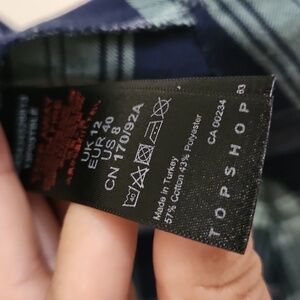 UK 12
EUR 40
US 8
CN 170/92A
Made in Turkey
57% Cotton 43% Polyester
CA 00234
TOPSHOP